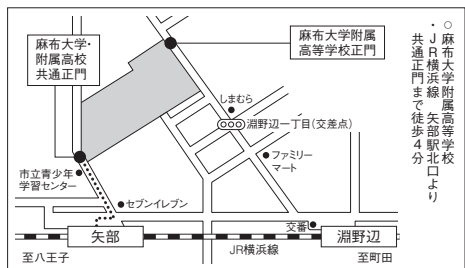 ○麻布大学附属高等学校
・JR横浜線 矢部駅北口より
共通正門まで徒歩4分
麻布大学・
附属高校
共通正門
麻布大学附属
高等学校正門
しまむら
淵野辺一丁目(交差点)
ファミリー
マート
市立青少年
学習センター
セブンイレブン
交番
矢部
淵野辺
至八王子
JR横浜線
至町田